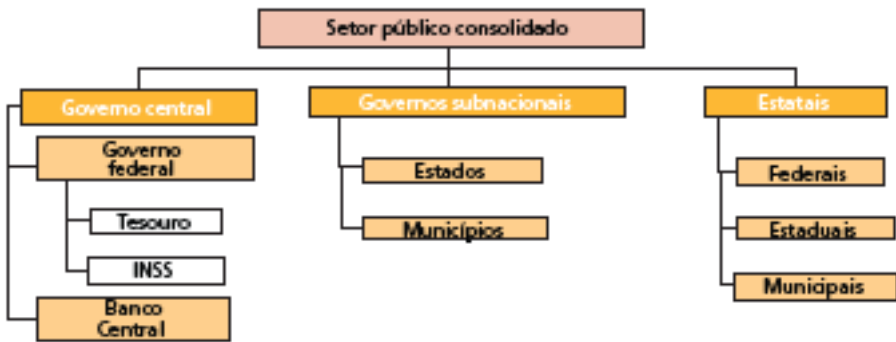 Setor público consolidado
Governo central
Governos subnacionais
Estatais
Governo
federal
Estados
Federais
Tesouro
Municípios
Estaduais
INSS
Municipais
Banco
Central